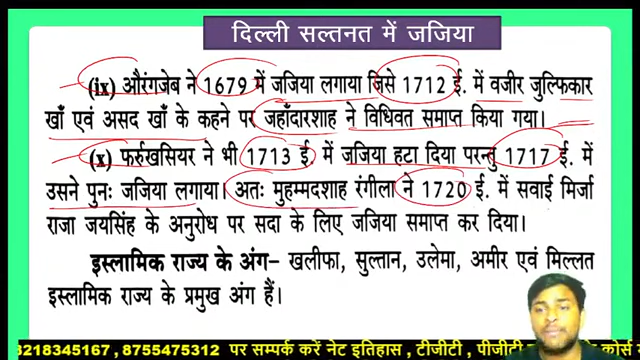 दिल्ली सल्तनत में जजिया
(ix) औरंगजेब ने 1679 में जजिया लगाया जिसे 1712 ई. में वजीर जुल्फिकार
खाँ एवं असद खाँ के कहने पर जहाँदारशाह ने विधिवत समाप्त किया गया।
(x) फर्रुखसियर ने भी 1713 ई. में जजिया हटा दिया परन्तु 1717 ई. में
उसने पुनः जजिया लगाया। अतः मुहम्मदशाह रंगीला ने 1720 ई. में सवाई मिर्जा
राजा जयसिंह के अनुरोध पर सदा के लिए जजिया समाप्त कर दिया।
इस्लामिक राज्य के अंग- खलीफा, सुल्तान, उलेमा, अमीर एवं मिल्लत
इस्लामिक राज्य के प्रमुख अंग हैं।
8218345167 , 8755475312 पर सम्पर्क करें नेट इतिहास , टीजीटी , पीजीटी के कोर्स